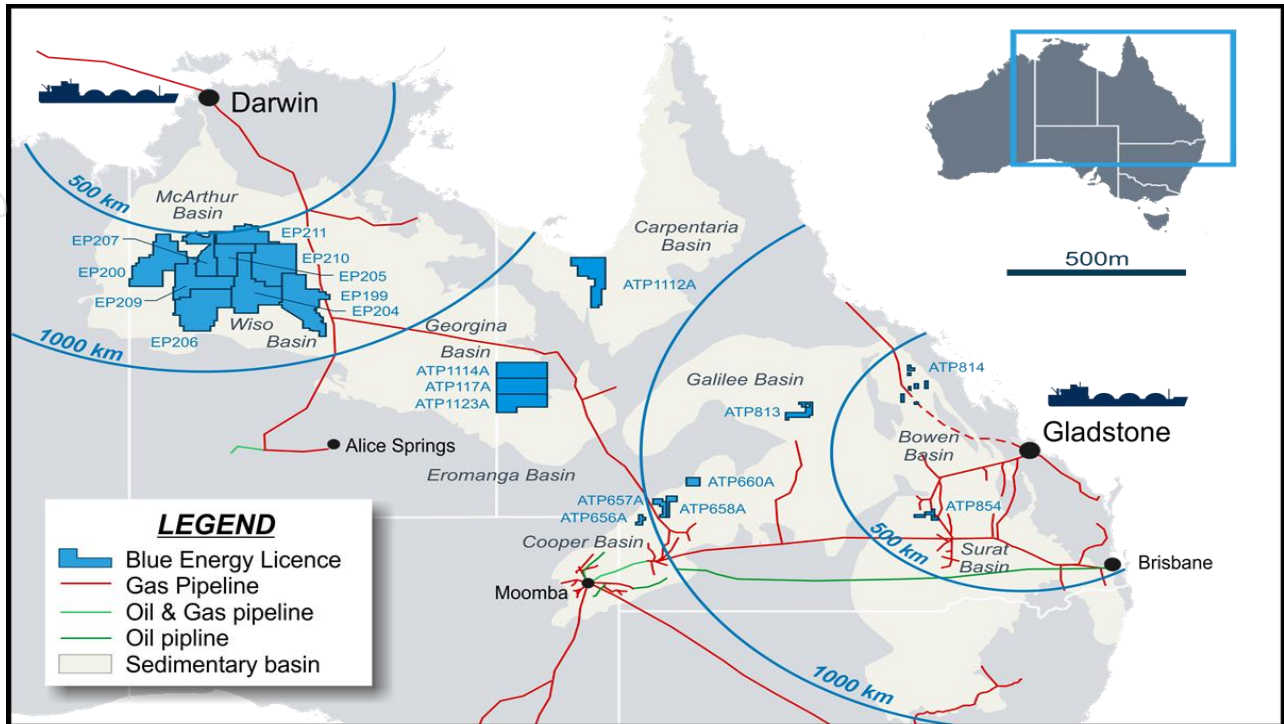 Darwin
500 km
McArthur
Basin
EP207
EP211
EP200
EP210
EP205
EP209
EP199
EP204
EP206
Wiso
Basin
1000 km
Carpentaria
Basin
ATP1112A
500m
Georgina
Basin
ATP1114A
ATP117A
ATP1123A
Galilee Basin
ATP813
ATP814
Gladstone
Bowen
Basin
Alice Springs
Eromanga Basin
ATP660A
ATP657A
ATP658A
ATP656A
ATP854
Cooper Basin
500 km
Surat
Basin
Brisbane
Moomba
1000 km
LEGEND
Blue Energy Licence
Gas Pipeline
Oil & Gas pipeline
Oil pipline
Sedimentary basin